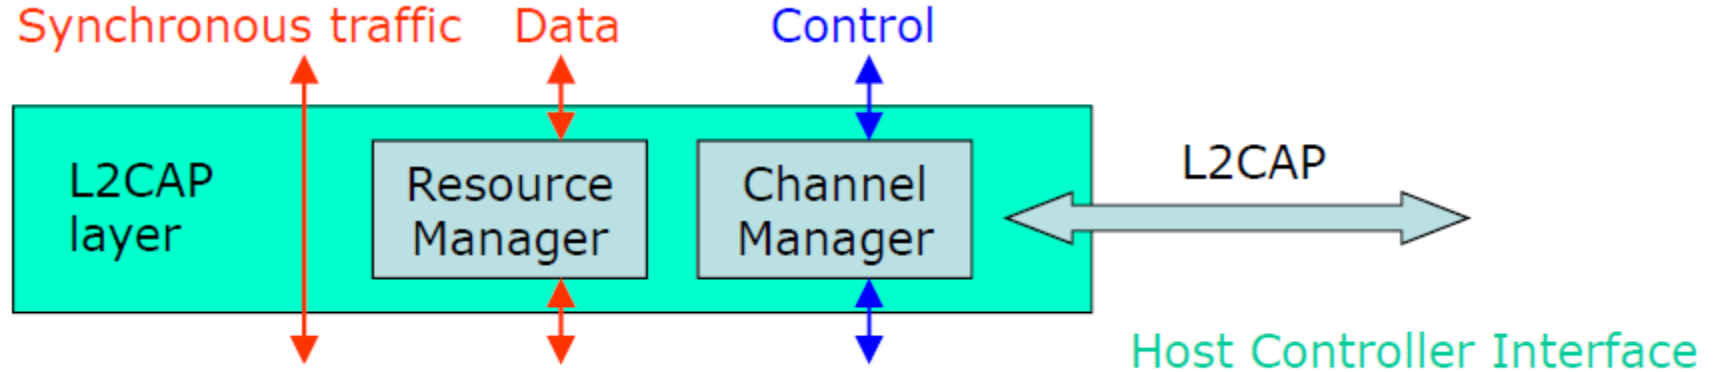 Synchronous traffic
Data
Control
L2CAP
layer
Resource
Manager
Channel
Manager
L2CAP
Host Controller Interface